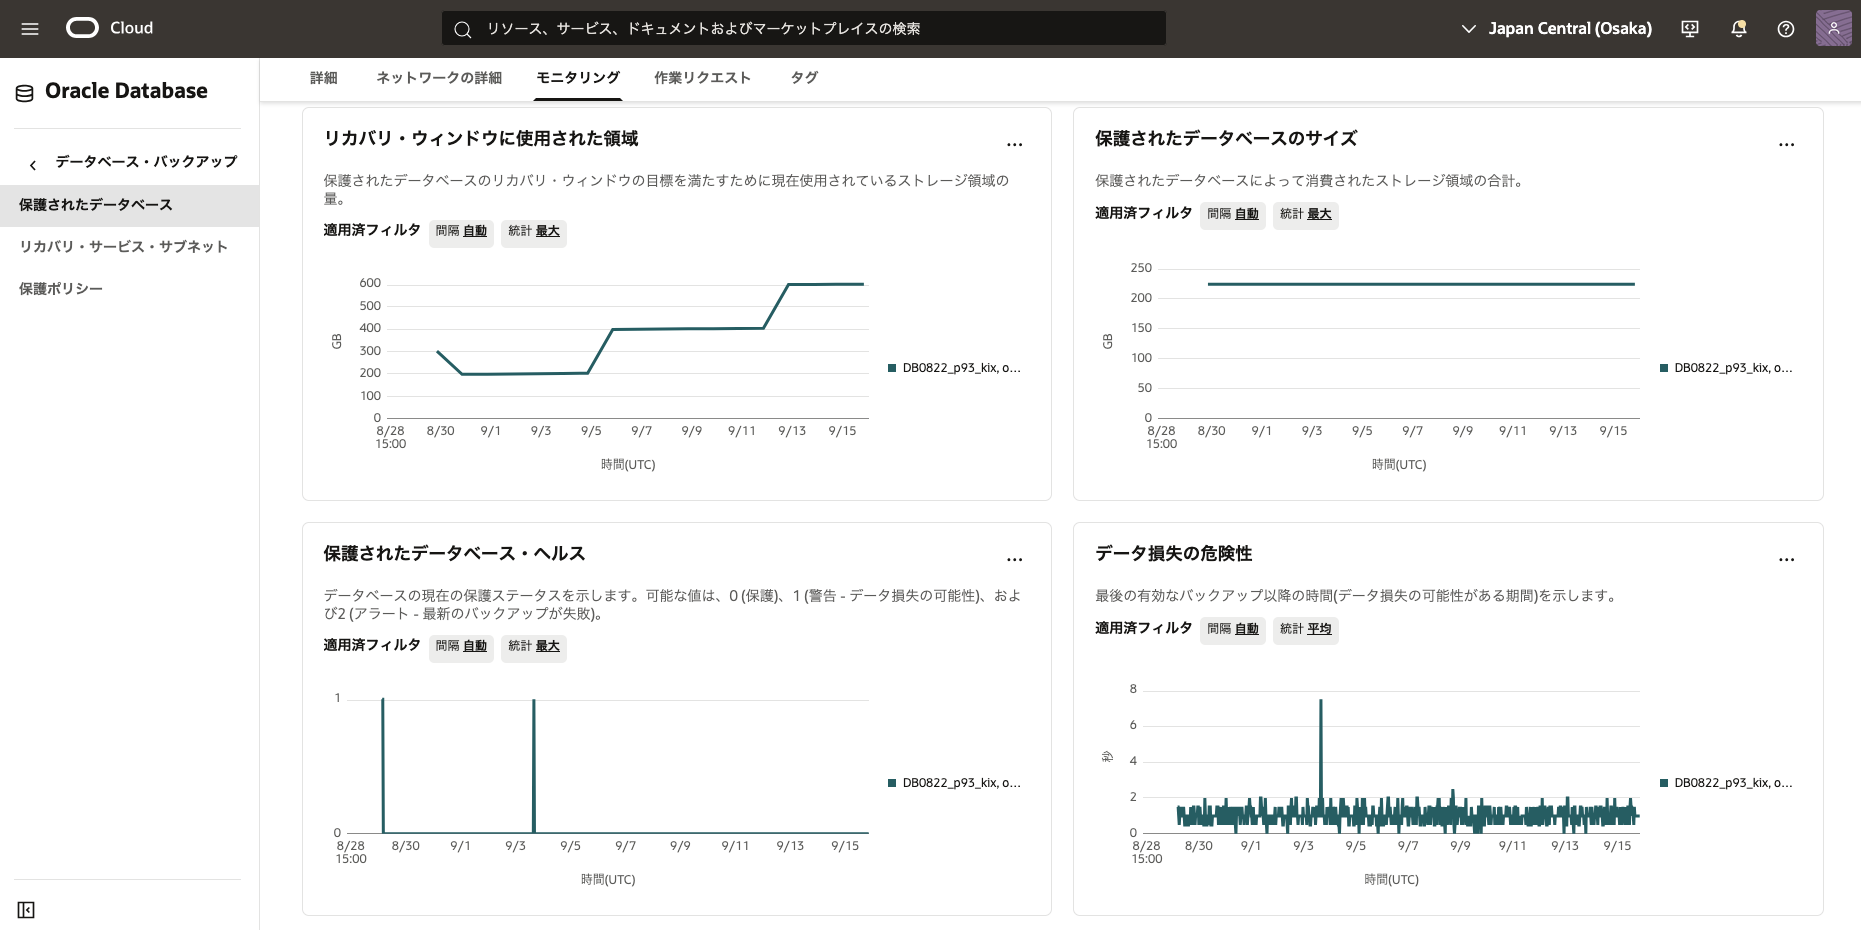 Cloud
リソース、サービス、ドキュメントおよびマーケットプレイスの検索
Japan Central (Osaka)
Oracle Database
データベース・バックアップ
保護されたデータベース
リカバリ・サービス・サブネット
保護ポリシー
詳細
ネットワークの詳細
モニタリング
作業リクエスト
タグ
リカバリ・ウィンドウに使用された領域
...
保護されたデータベースのリカバリ・ウィンドウの目標を満たすために現在使用されているストレージ領域の
量。
適用済フィルタ 間隔 自動 統計 最大
600
500
400
300
200
100
0
GB
8/28 8/30 9/1 9/3 9/5 9/7 9/9 9/11 9/13 9/15
15:00
時間(UTC)
DB0822_p93_kix, o...
保護されたデータベースのサイズ
...
保護されたデータベースによって消費されたストレージ領域の合計。
適用済フィルタ 間隔 自動 統計 最大
250
200
150
100
50
0
GB
8/28 8/30 9/1 9/3 9/5 9/7 9/9 9/11 9/13 9/15
15:00
時間(UTC)
DB0822_p93_kix, o...
保護されたデータベース・ヘルス
...
データベースの現在の保護ステータスを示します。可能な値は、0 (保護)、1 (警告 - データ損失の可能性)、およ
び2 (アラート - 最新のバックアップが失敗)。
適用済フィルタ 間隔 自動 統計 最大
1
0
8/28 8/30 9/1 9/3 9/5 9/7 9/9 9/11 9/13 9/15
15:00
時間(UTC)
DB0822_p93_kix, o...
データ損失の危険性
...
最後の有効なバックアップ以降の時間(データ損失の可能性がある期間)を示します。
適用済フィルタ 間隔 自動 統計 平均
8
6
4
2
0
秒
8/28 8/30 9/1 9/3 9/5 9/7 9/9 9/11 9/13 9/15
15:00
時間(UTC)
DB0822_p93_kix, o...